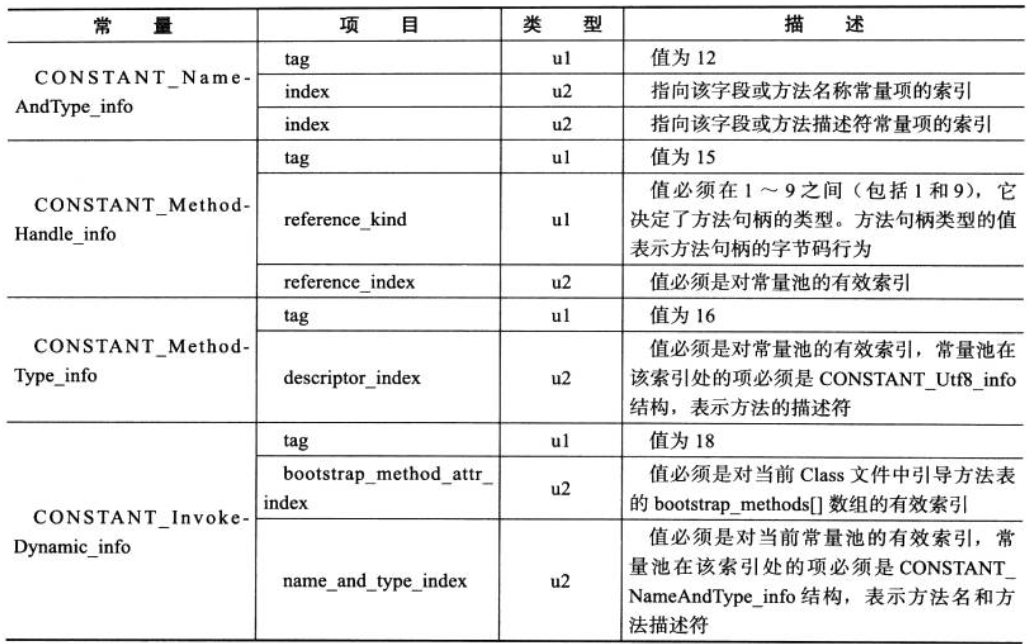 常 量 项 目 类 型 描 述
CONSTANT_Name-
AndType_info
tag u1 值为 12
index u2 指向该字段或方法名称常量项的索引
index u2 指向该字段或方法描述符常量项的索引
CONSTANT_Method-
Handle_info
tag u1 值为 15
reference_kind u1 值必须在 1 ～ 9 之间（包括 1 和 9），它
决定了方法句柄的类型。方法句柄类型的值
表示方法句柄的字节码行为
reference_index u2 值必须是对常量池的有效索引
CONSTANT_Method-
Type_info
tag u1 值为 16
descriptor_index u2 值必须是对常量池的有效索引，常量池在
该索引处的项必须是 CONSTANT_Utf8_info
结构，表示方法的描述符
CONSTANT_Invoke-
Dynamic_info
tag u1 值为 18
bootstrap_method_attr_
index
u2 值必须是对当前 Class 文件中引导方法表
的 bootstrap_methods[] 数组的有效索引
name_and_type_index u2 值必须是对当前常量池的有效索引，常
量池在该索引处的项必须是 CONSTANT_
NameAndType_info 结构，表示方法名和方
法描述符